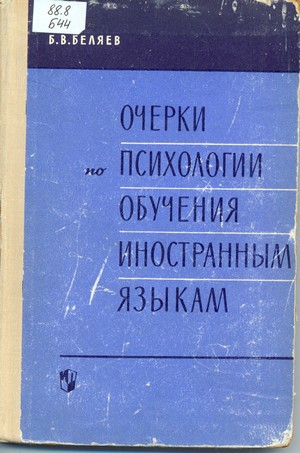 88.8
Б44
Б.В.БЕЛЯЕВ
ОЧЕРКИ
по ПСИХОЛОГИИ
ОБУЧЕНИЯ
ИНОСТРАННЫМ
ЯЗЫКАМ